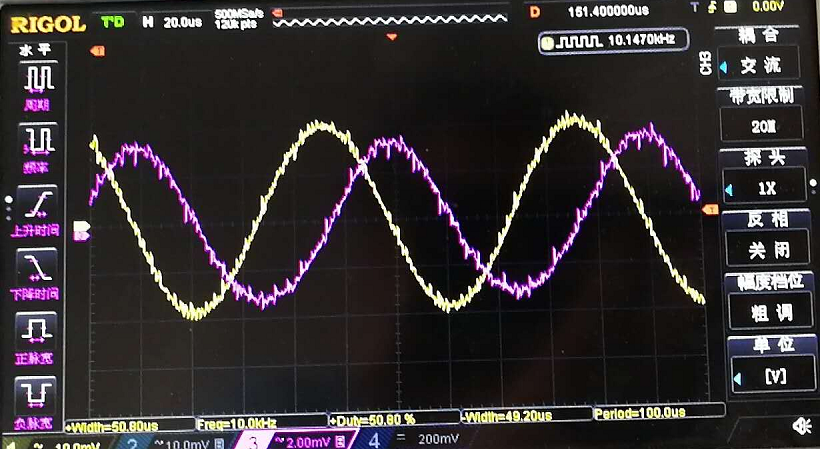 RIGOL T'D H 20.0us 500MSa/s 120k pts D 151.400000us T 0.00V
水平
10.1470kHz
周期
频率
上升时间
下降时间
正脉宽
负脉宽
CH3
耦合
交流
带宽限制
20M
探头
1X
反相
关闭
幅度档位
粗调
单位
[V]
+Width=50.80us Freq=10.0kHz +Duty=50.80 % -Width=49.20us Period=100.0us
10.0mV 2 ~10.0mV 3 ~2.00mV 4 = 200mV